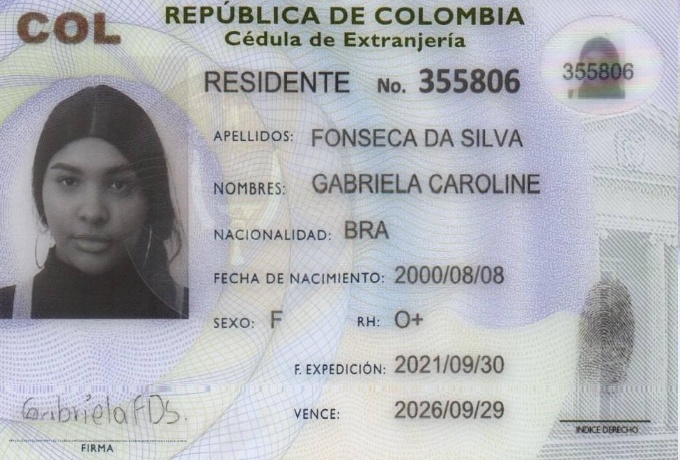 COL
REPÚBLICA DE COLOMBIA
Cédula de Extranjería
RESIDENTE No. 355806
355806
APELLIDOS: FONSECA DA SILVA
NOMBRES: GABRIELA CAROLINE
NACIONALIDAD: BRA
FECHA DE NACIMIENTO: 2000/08/08
SEXO: F RH: O+
F. EXPEDICIÓN: 2021/09/30
VENCE: 2026/09/29
Gabriela FDS.
FIRMA
INDICE DERECHO